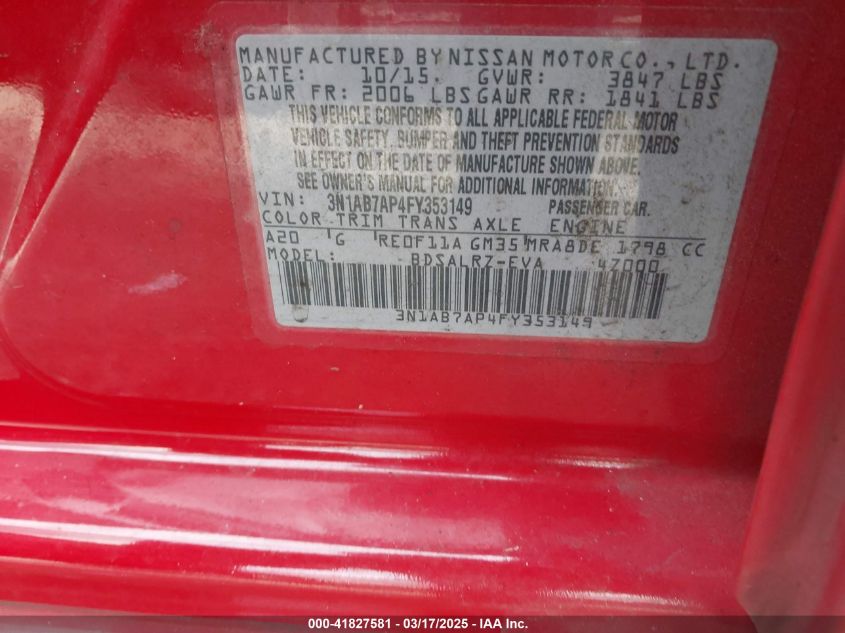 MANUFACTURED BY NISSAN MOTOR CO., LTD.
DATE: 10/15 GVWR: 3847 LBS
GAWR FR: 2006 LBS GAWR RR: 1841 LBS
THIS VEHICLE CONFORMS TO ALL APPLICABLE FEDERAL MOTOR
VEHICLE SAFETY, BUMPER AND THEFT PREVENTION STANDARDS
IN EFFECT ON THE DATE OF MANUFACTURE SHOWN ABOVE.
SEE OWNER'S MANUAL FOR ADDITIONAL INFORMATION.
VIN: 3N1AB7AP4FY353149 PASSENGER CAR.
COLOR TRIM TRANS AXLE ENGINE
A20 G RE0F11A GM35 MRA8DE 1798 CC
MODEL: BDSALRZ-EVA 47000
3N1AB7AP4FY353149
000-41827581 / 03/17/2025 - IAA Inc.